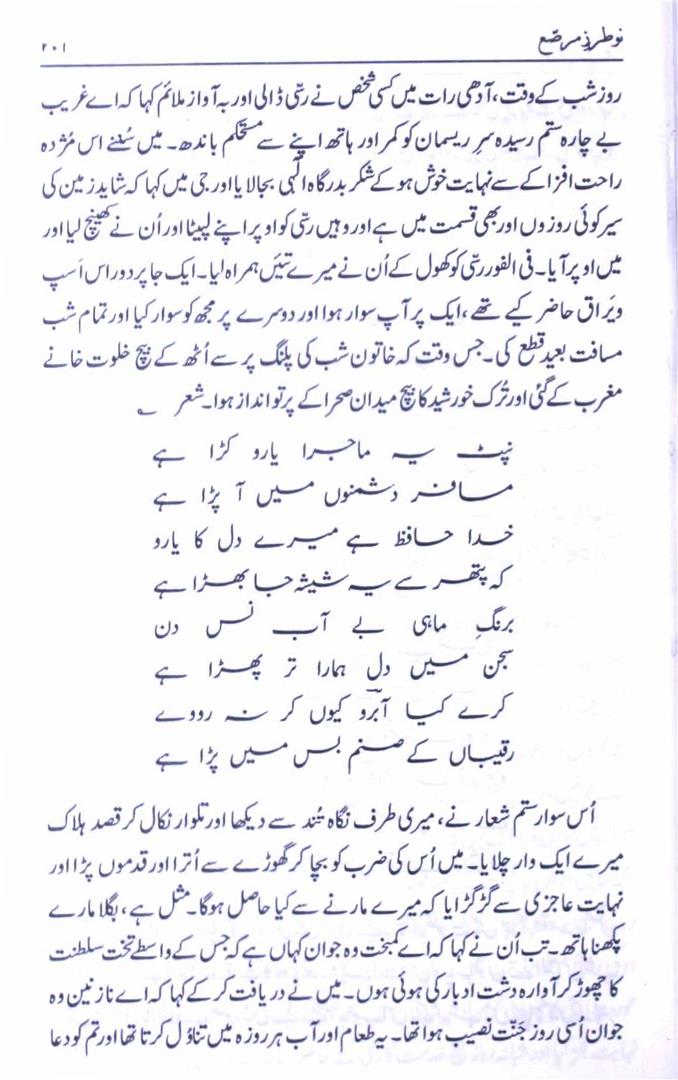 نو طرزِ مرصّع
۲۰۱
روز شب کے وقت، آدھی رات میں کسی شخص نے رسّی ڈالی اور بہ آواز ملائم کہا کہ اے غریب
بے چارہ ستم رسیدہ سرِ ریسمان کو کمر اور ہاتھ اپنے سے مستحکم باندھ۔ میں سُننے اس مُژدہ
راحت افزا کے سے نہایت خوش ہو کے شکر بدرگاہ الٰہی بجا لایا اور جی میں کہا کہ شاید زمین کی
سیر کوئی روزوں اور بھی قسمت میں ہے اور وہیں رسّی کو اوپر اپنے لپیٹا اور اُن نے کھینچ لیا اور
میں اوپر آیا۔ فی الفور رسّی کو کھول کے اُن نے میرے تئیں ہمراہ لیا۔ ایک جا پر دو راس اَسپ
ویَراق حاضر کیے تھے، ایک پر آپ سوار ہوا اور دوسرے پر مجھ کو سوار کیا اور تمام شب
مسافت بعید قطع کی۔ جس وقت کہ خاتون شب کی پلنگ پر سے اُٹھ کے بیچ خلوت خانے
مغرب کے گئی اور تُرک خورشید کا بیچ میدان صحرا کے پرتو انداز ہوا۔ شعر ؂
نپٹ یہ ماجرا یارو کڑا ہے
مسافر دشمنوں میں آ پڑا ہے
خدا حافظ ہے میرے دل کا یارو
کہ پتھر سے یہ شیشہ جا بھڑا ہے
برنگِ ماہی بے آب نس دن
سجن میں دل ہمارا تر پھڑا ہے
کرے کیا آبرو کیوں کر نہ رووے
رقیباں کے صنم بس میں پڑا ہے
اُس سوار ستم شعار نے، میری طرف نگاہ تُند سے دیکھا اور تلوار نکال کر قصد ہلاک
میرے ایک وار چلایا۔ میں اُس کی ضرب کو بچا کر گھوڑے سے اُترا اور قدموں پڑا اور
نہایت عاجزی سے گڑگڑایا کہ میرے مارنے سے کیا حاصل ہوگا۔ مثل ہے، بگلا مارے
پکھنا ہاتھ۔ تب اُن نے کہا کہ اے کمبخت وہ جوان کہاں ہے کہ جس کے واسطے تخت سلطنت
کا چھوڑ کر آوارہ دشت ادبار کی ہوئی ہوں۔ میں نے دریافت کر کے کہا کہ اے نازنین وہ
جوان اُسی روز جنّت نصیب ہوا تھا۔ یہ طعام اور آب ہر روزہ میں تناوُل کرتا تھا اور تم کو دعا